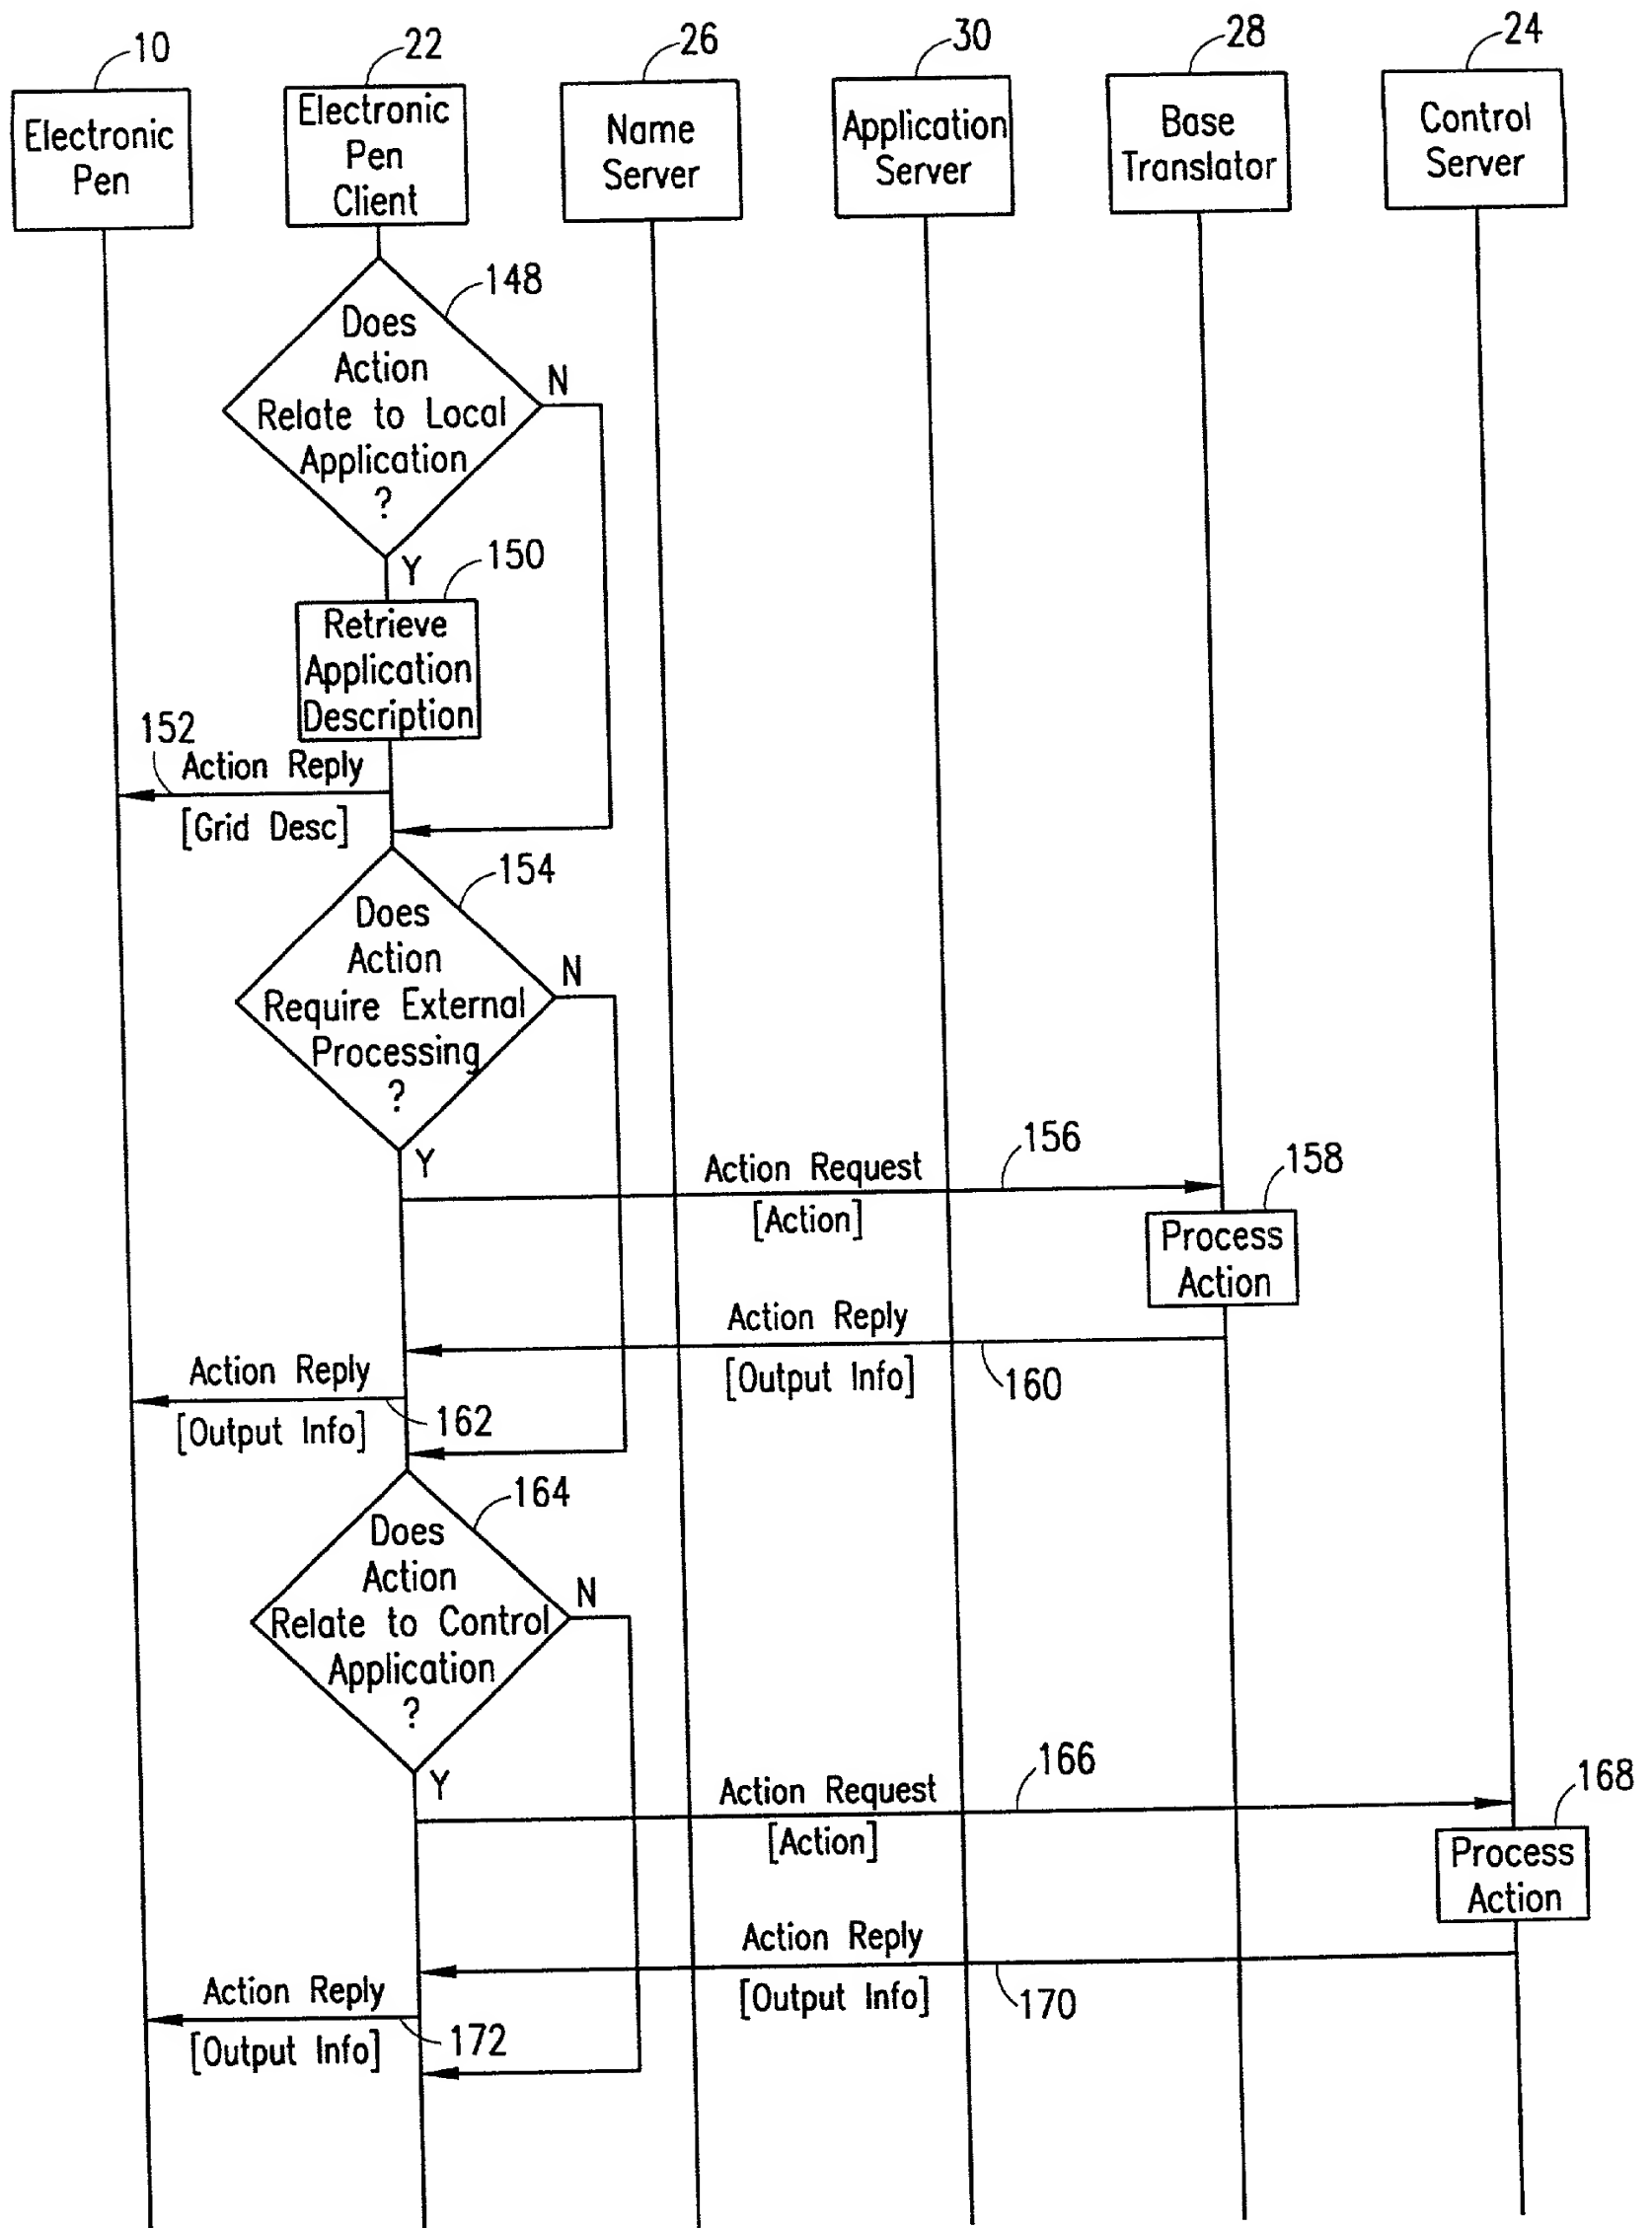 10
22
26
30
28
24
Electronic
Pen
Electronic
Pen
Client
Name
Server
Application
Server
Base
Translator
Control
Server
148
Does
Action
Relate to Local
Application
?
N
Y
150
Retrieve
Application
Description
152
Action Reply
[Grid Desc]
154
Does
Action
Require External
Processing
?
N
Y
156
Action Request
[Action]
158
Process
Action
Action Reply
[Output Info]
160
Action Reply
[Output Info]
162
164
Does
Action
Relate to Control
Application
?
N
Y
166
Action Request
[Action]
168
Process
Action
Action Reply
[Output Info]
170
Action Reply
[Output Info]
172